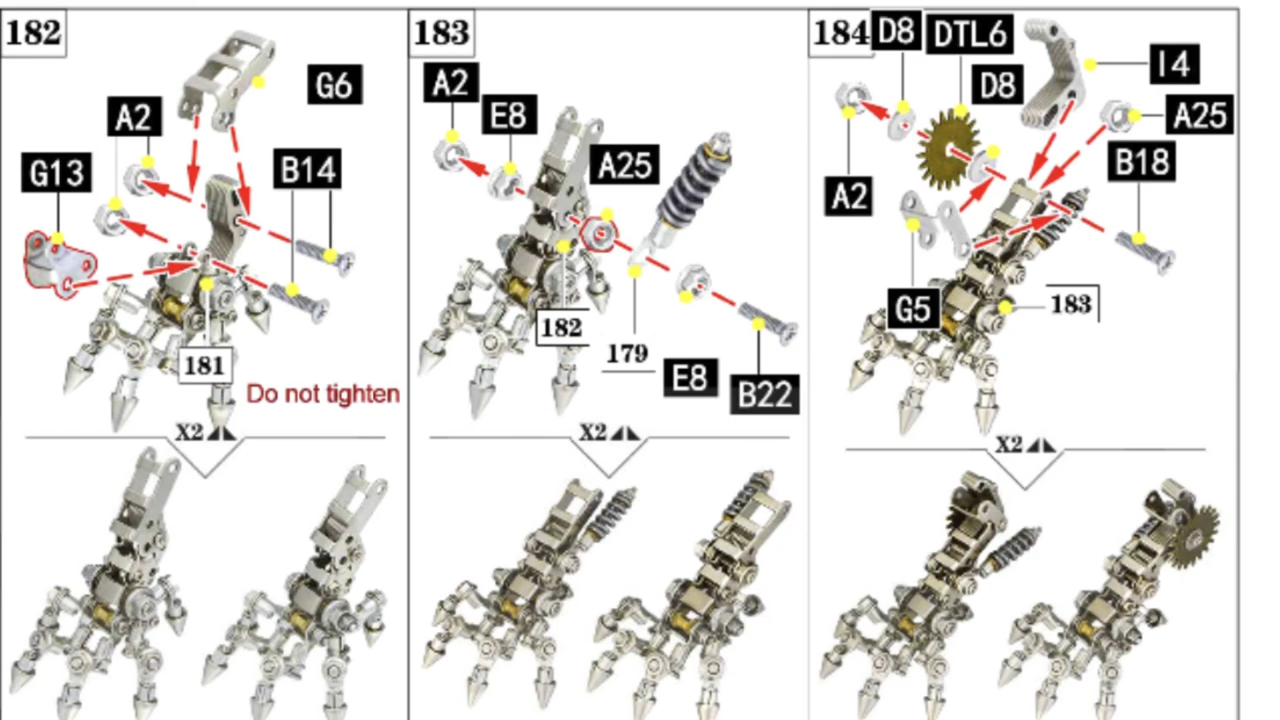 182
G6
A2
G13
B14
181
Do not tighten
X2
183
A2
E8
A25
182
179
E8
B22
X2
184
D8
DTL6
I4
D8
A25
A2
B18
G5
183
X2